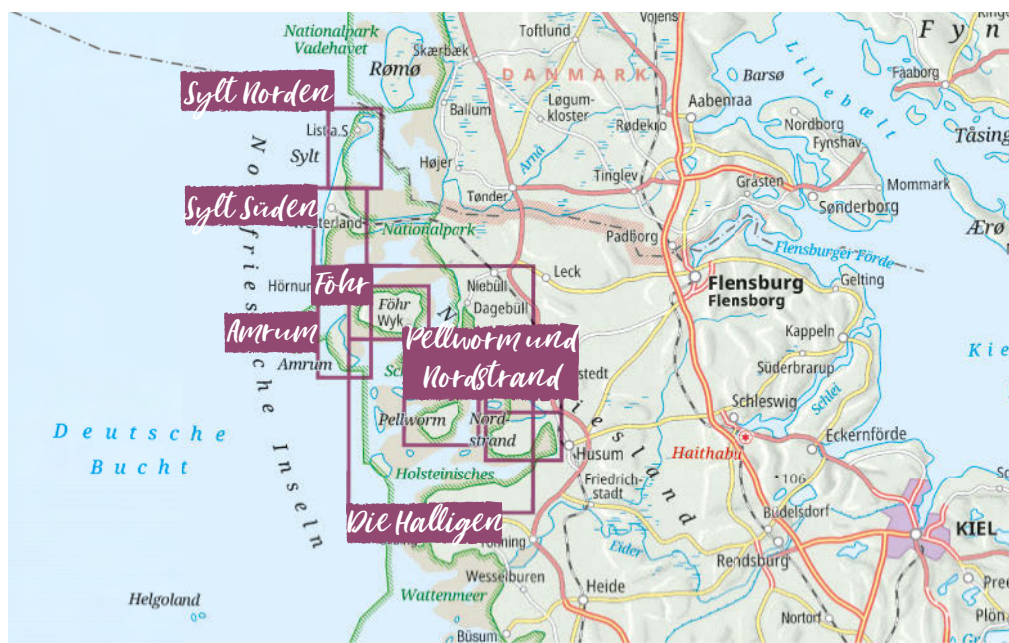 Nationalpark
Vadehavet
Rømø
Skærbæk
Toftlund
Vojens
Fyn
Faaborg
DANMARK
Barsø
Lillebælt
Sylt Norden
List a.S
Sylt
Ballum
Løgum-
kloster
Rødekro
Aabenraa
Nordborg
Fynshav
Tåsing
Højer
Arnå
Tinglev
Tønder
Gråsten
Mommark
Sønderborg
Sylt Süden
Nationalpark
Padborg
Ærø
Flensburger Förde
Föhr
Hörnum
Niebüll
Leck
Flensburg
Flensborg
Gelting
Föhr
Wyk
Dagebüll
Kappeln
Amrum
Pellworm und
Nordstrand
Amrum
Süderbrarup
Schlei
Schleswig
Pellworm
Nord-
strand
Husum
Haithabu
Eckernförde
Deutsche
Bucht
Holsteinisches
Friedrich-
stadt
106
Nordfriesische Inseln
Die Halligen
Büdelsdorf
KIEL
Eider
Rendsburg
Wesselburen
Heide
Helgoland
Wattenmeer
Nortorf
Plön
Büsum